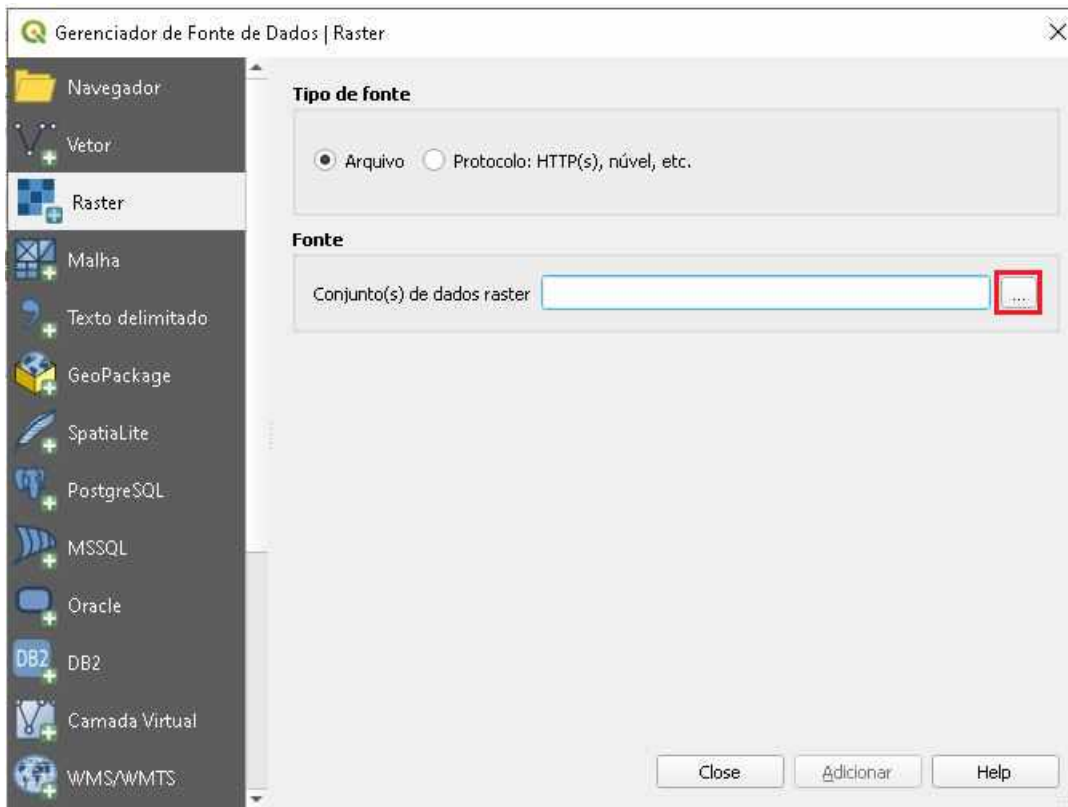 Gerenciador de Fonte de Dados | Raster
Navegador
Vetor
Raster
Malha
Texto delimitado
GeoPackage
SpatiaLite
PostgreSQL
MSSQL
Oracle
DB2
DB2
Camada Virtual
WMS/WMTS
Tipo de fonte
Arquivo
Protocolo: HTTP(s), núvel, etc.
Fonte
Conjunto(s) de dados raster
...
Close
Adicionar
Help